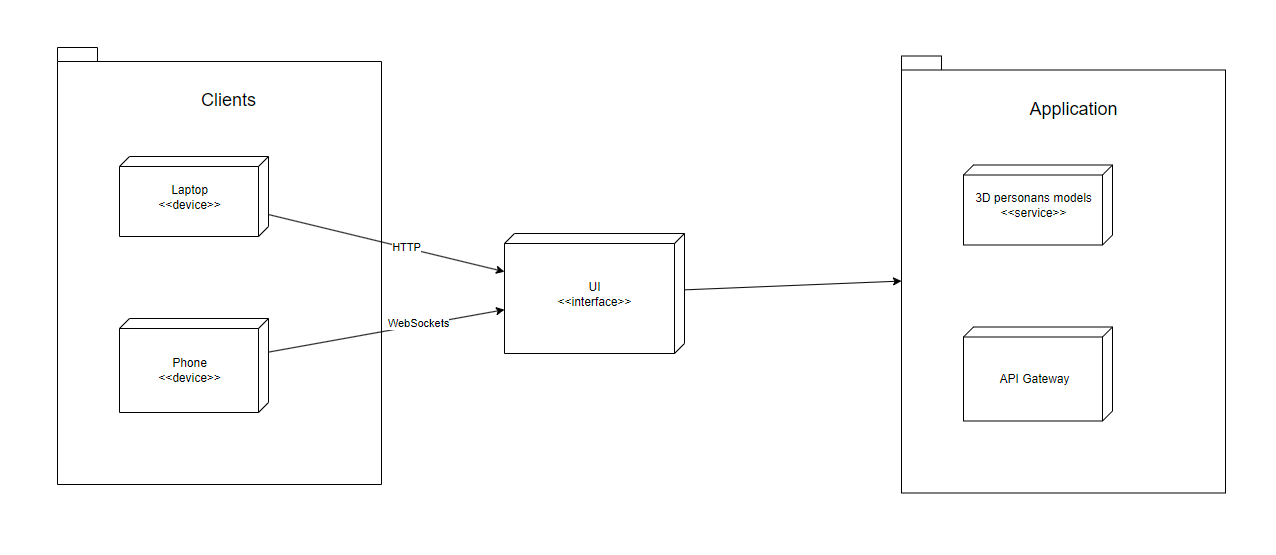 Clients
Laptop
<<device>>
HTTP
Phone
<<device>>
WebSockets
UI
<<interface>>
Application
3D personans models
<<service>>
API Gateway